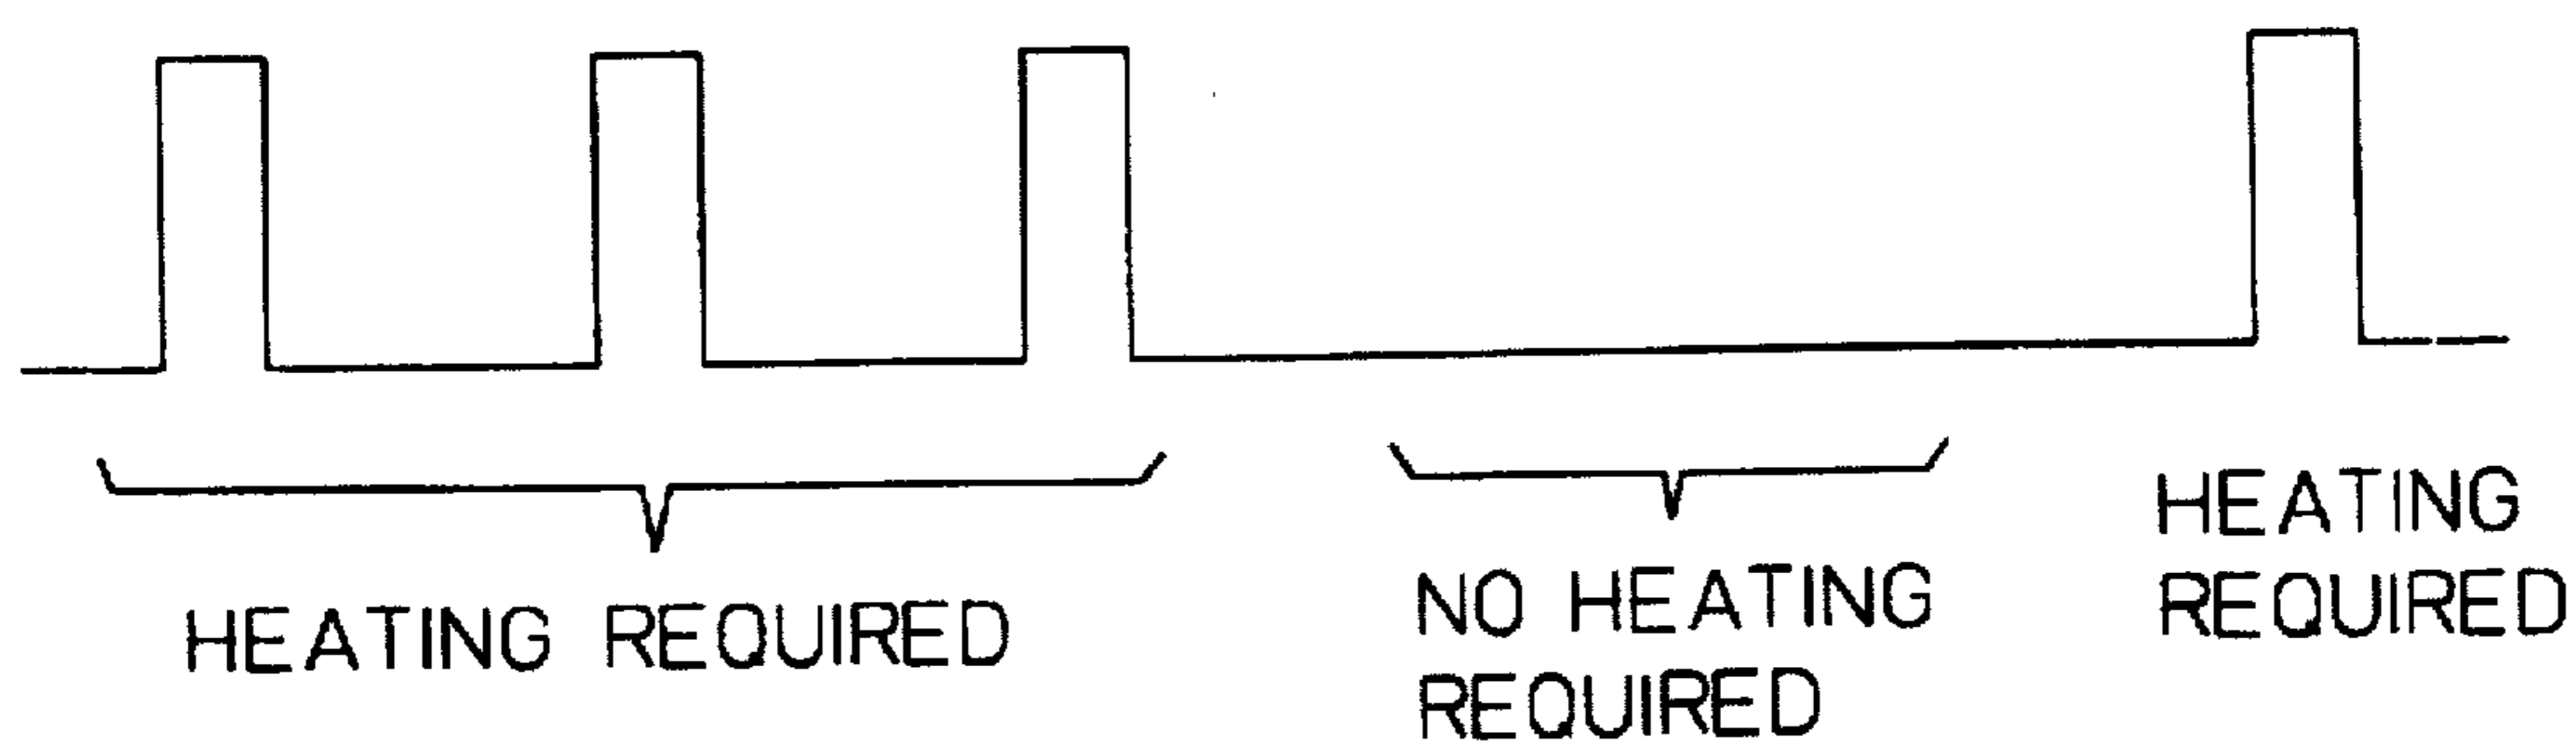 HEATING REQUIRED
NO HEATING
REQUIRED
HEATING
REQUIRED